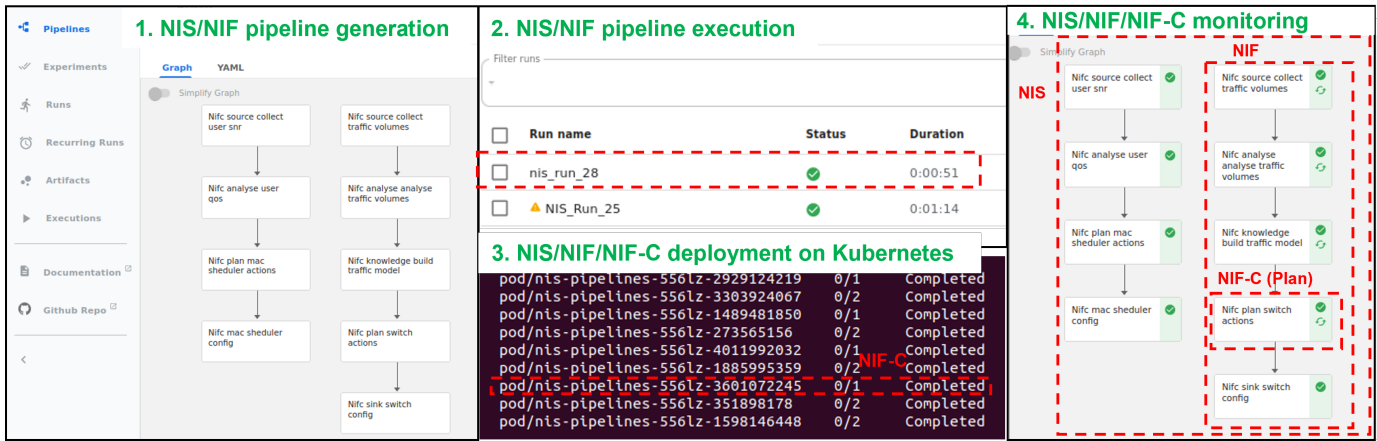 Pipelines
Experiments
Runs
Recurring Runs
Artifacts
Executions
Documentation
Github Repo
1. NIS/NIF pipeline generation
Graph YAML
Simplify Graph
Nifc source collect
user snr
Nifc analyse user
qos
Nifc plan mac
sheduler actions
Nifc mac sheduler
config
Nifc source collect
traffic volumes
Nifc analyse analyse
traffic volumes
Nifc knowledge build
traffic model
Nifc plan switch
actions
Nifc sink switch
config
2. NIS/NIF pipeline execution
Filter runs
Run name Status Duration
nis_run_28 0:00:51
NIS_Run_25 0:01:14
3. NIS/NIF/NIF-C deployment on Kubernetes
pod/nis-pipelines-556lz-2929124219 0/1 Completed
pod/nis-pipelines-556lz-3303924067 0/2 Completed
pod/nis-pipelines-556lz-1489481850 0/1 Completed
pod/nis-pipelines-556lz-273565156 0/2 Completed
pod/nis-pipelines-556lz-4011992032 0/1 Completed
NIF-C
pod/nis-pipelines-556lz-1885995359 0/2 Completed
pod/nis-pipelines-556lz-3601072245 0/1 Completed
pod/nis-pipelines-556lz-351898178 0/2 Completed
pod/nis-pipelines-556lz-1598146448 0/2 Completed
4. NIS/NIF/NIF-C monitoring
Simplify Graph
NIS
NIF
Nifc source collect
user snr
Nifc analyse user
qos
Nifc plan mac
sheduler actions
Nifc mac sheduler
config
Nifc source collect
traffic volumes
Nifc analyse
analyse traffic
volumes
Nifc knowledge
build traffic model
NIF-C (Plan)
Nifc plan switch
actions
Nifc sink switch
config